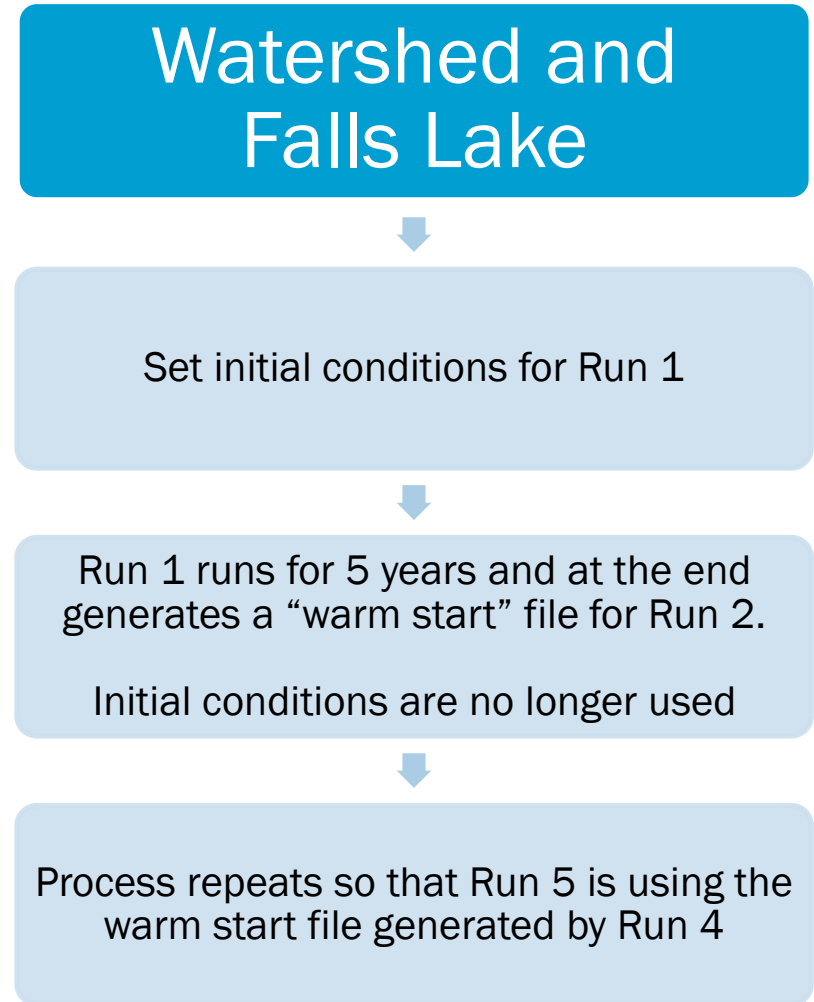 Watershed and
Falls Lake
Set initial conditions for Run 1
Run 1 runs for 5 years and at the end
generates a “warm start” file for Run 2.
Initial conditions are no longer used
Process repeats so that Run 5 is using the
warm start file generated by Run 4